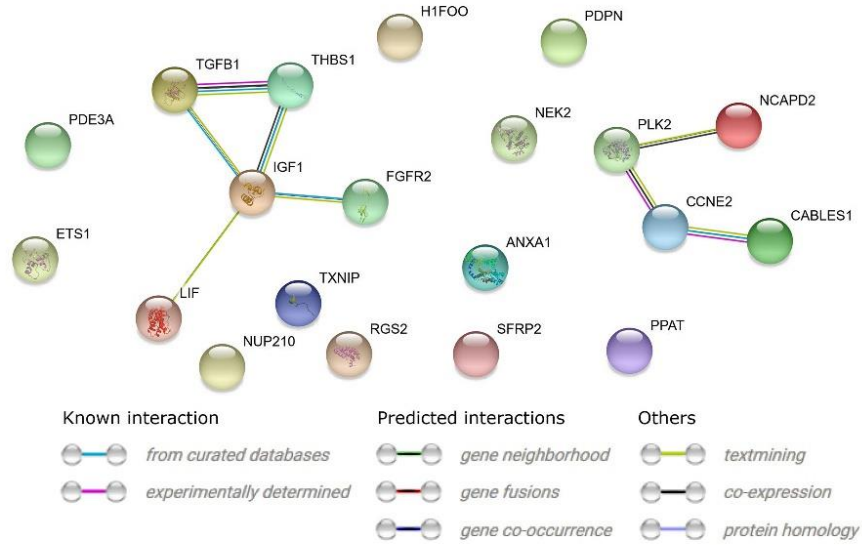 H1FOO
PDPN
TGFB1
THBS1
NCAPD2
NEK2
PDE3A
PLK2
IGF1
FGFR2
CCNE2
CABLES1
ETS1
ANXA1
LIF
TXNIP
NUP210
RGS2
SFRP2
PPAT
Known interaction
from curated databases
experimentally determined
Predicted interactions
gene neighborhood
gene fusions
gene co-occurrence
Others
textmining
co-expression
protein homology